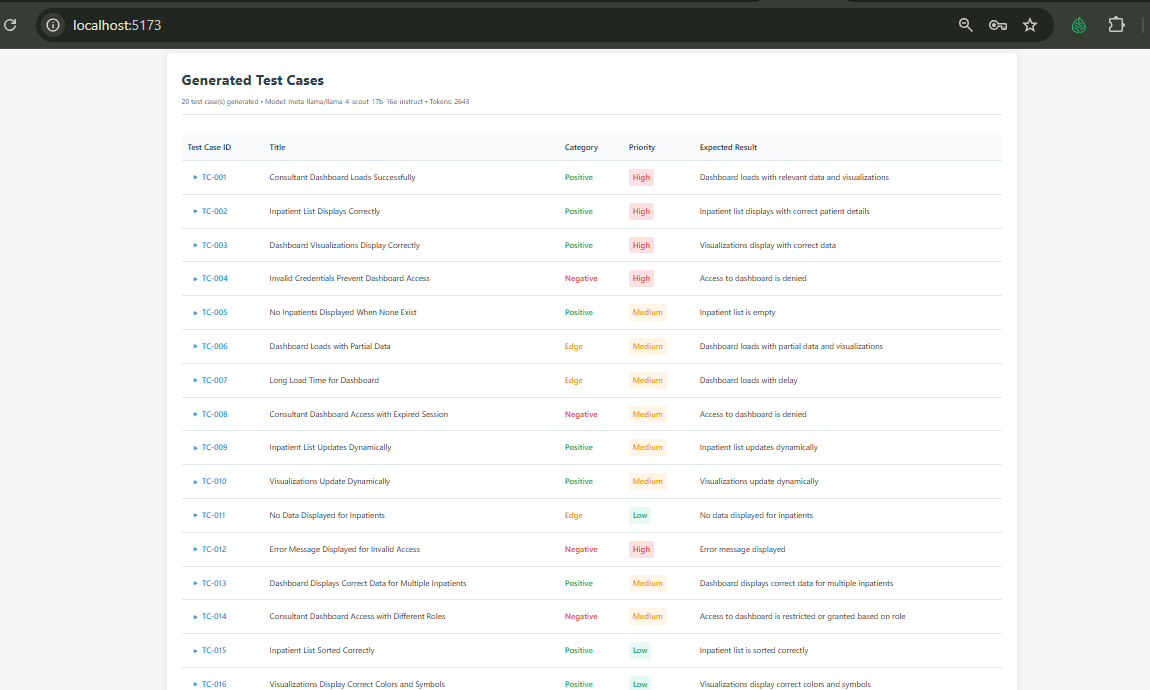 localhost:5173
Generated Test Cases
20 test case(s) generated • Model: meta-llama/llama-4-scout-17b-16e-instruct • Tokens: 2643
Test Case ID Title Category Priority Expected Result
TC-001 Consultant Dashboard Loads Successfully Positive High Dashboard loads with relevant data and visualizations
TC-002 Inpatient List Displays Correctly Positive High Inpatient list displays with correct patient details
TC-003 Dashboard Visualizations Display Correctly Positive High Visualizations display with correct data
TC-004 Invalid Credentials Prevent Dashboard Access Negative High Access to dashboard is denied
TC-005 No Inpatients Displayed When None Exist Positive Medium Inpatient list is empty
TC-006 Dashboard Loads with Partial Data Edge Medium Dashboard loads with partial data and visualizations
TC-007 Long Load Time for Dashboard Edge Medium Dashboard loads with delay
TC-008 Consultant Dashboard Access with Expired Session Negative Medium Access to dashboard is denied
TC-009 Inpatient List Updates Dynamically Positive Medium Inpatient list updates dynamically
TC-010 Visualizations Update Dynamically Positive Medium Visualizations update dynamically
TC-011 No Data Displayed for Inpatients Edge Low No data displayed for inpatients
TC-012 Error Message Displayed for Invalid Access Negative High Error message displayed
TC-013 Dashboard Displays Correct Data for Multiple Inpatients Positive Medium Dashboard displays correct data for multiple inpatients
TC-014 Consultant Dashboard Access with Different Roles Negative Medium Access to dashboard is restricted or granted based on role
TC-015 Inpatient List Sorted Correctly Positive Low Inpatient list is sorted correctly
TC-016 Visualizations Display Correct Colors and Symbols Positive Low Visualizations display correct colors and symbols